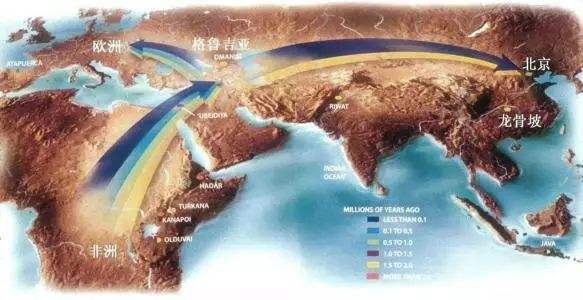 欧洲
格鲁吉亚
DMANISI
ATAPUERCA
北京
'UBEIDIYA
RIWAT
龙骨坡
INDIAN
OCEAN
HADAR
TURKANA
KANAPOI
非洲
OLDUVAI
JAVA
MILLIONS OF YEARS AGO
LESS THAN 0.1
0.1 TO 0.5
0.5 TO 1.0
1.0 TO 1.5
1.5 TO 2.0
MORE THAN